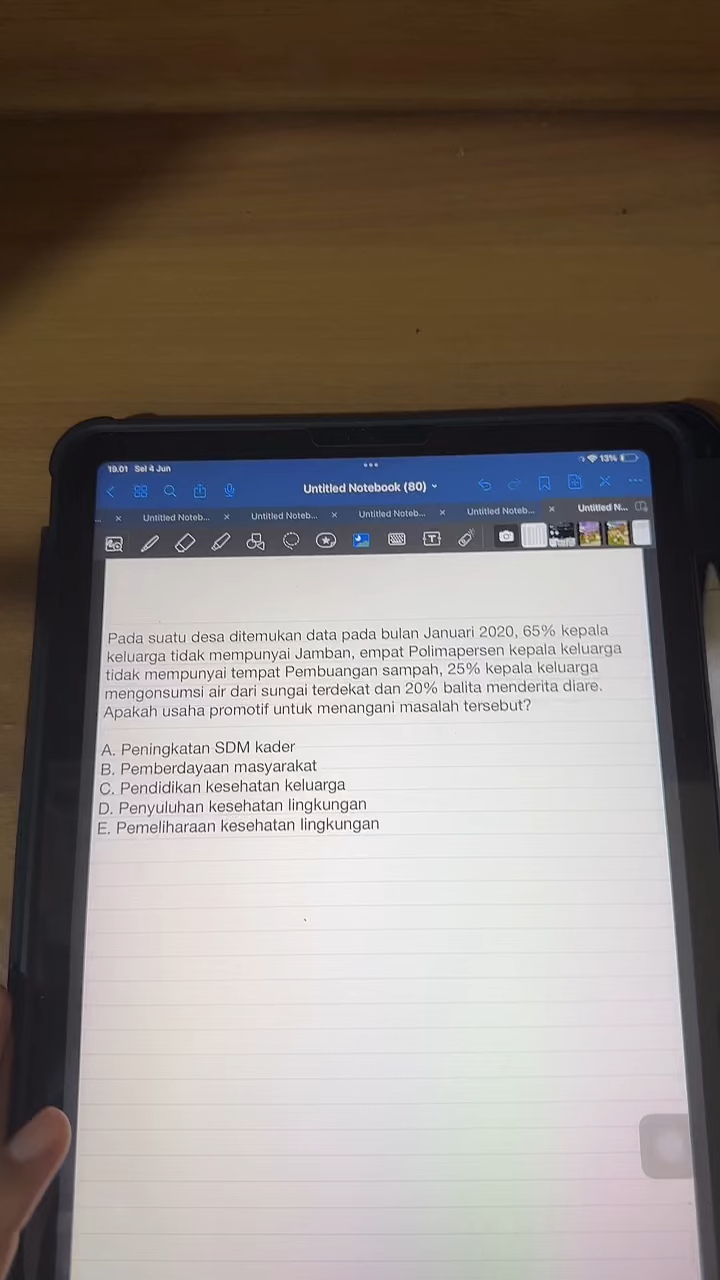 19.01 Sel 4 Jun
13%
Untitled Notebook (80)
Untitled Noteb...
Untitled Noteb...
Untitled Noteb...
Untitled Noteb...
Untitled N...
Pada suatu desa ditemukan data pada bulan Januari 2020, 65% kepala
keluarga tidak mempunyai Jamban, empat Polimapersen kepala keluarga
tidak mempunyai tempat Pembuangan sampah, 25% kepala keluarga
mengonsumsi air dari sungai terdekat dan 20% balita menderita diare.
Apakah usaha promotif untuk menangani masalah tersebut?
A. Peningkatan SDM kader
B. Pemberdayaan masyarakat
C. Pendidikan kesehatan keluarga
D. Penyuluhan kesehatan lingkungan
E. Pemeliharaan kesehatan lingkungan